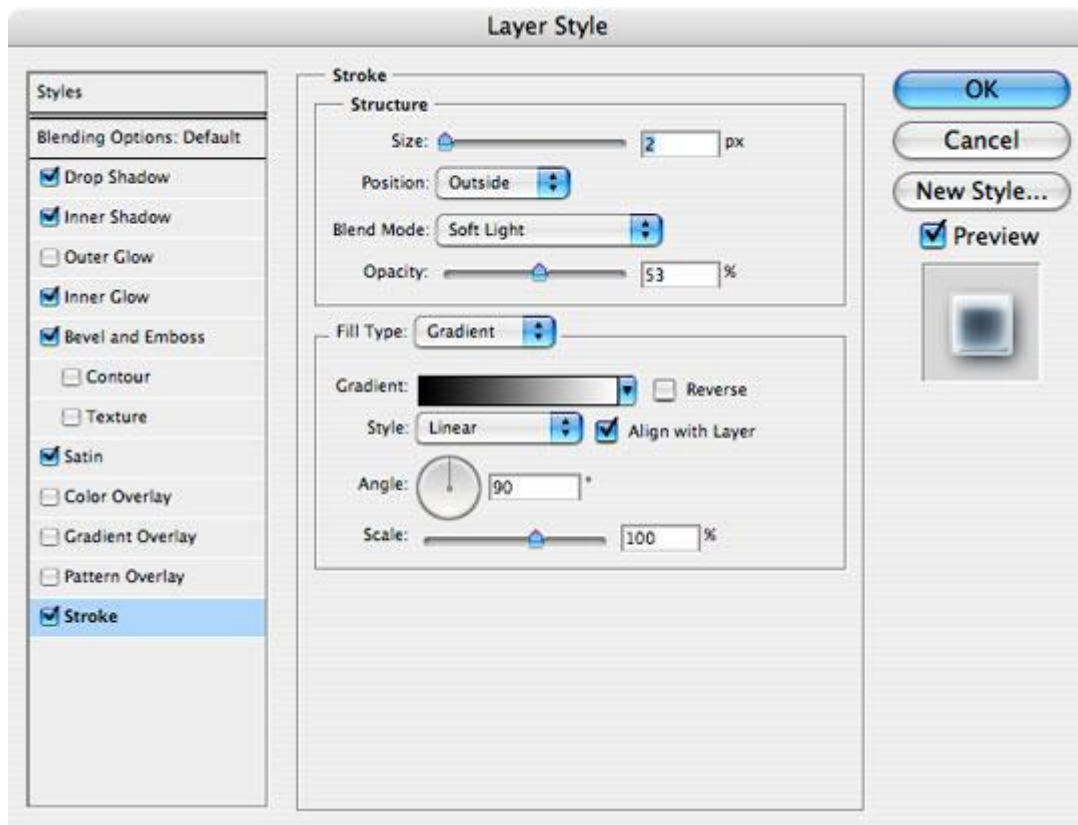 Layer Style
Styles
Blending Options: Default
Drop Shadow
Inner Shadow
Outer Glow
Inner Glow
Bevel and Emboss
Contour
Texture
Satin
Color Overlay
Gradient Overlay
Pattern Overlay
Stroke
Stroke
Structure
Size: 2 px
Position: Outside
Blend Mode: Soft Light
Opacity: 53 %
Fill Type: Gradient
Gradient: Reverse
Style: Linear Align with Layer
Angle: 90 °
Scale: 100 %
OK
Cancel
New Style...
Preview